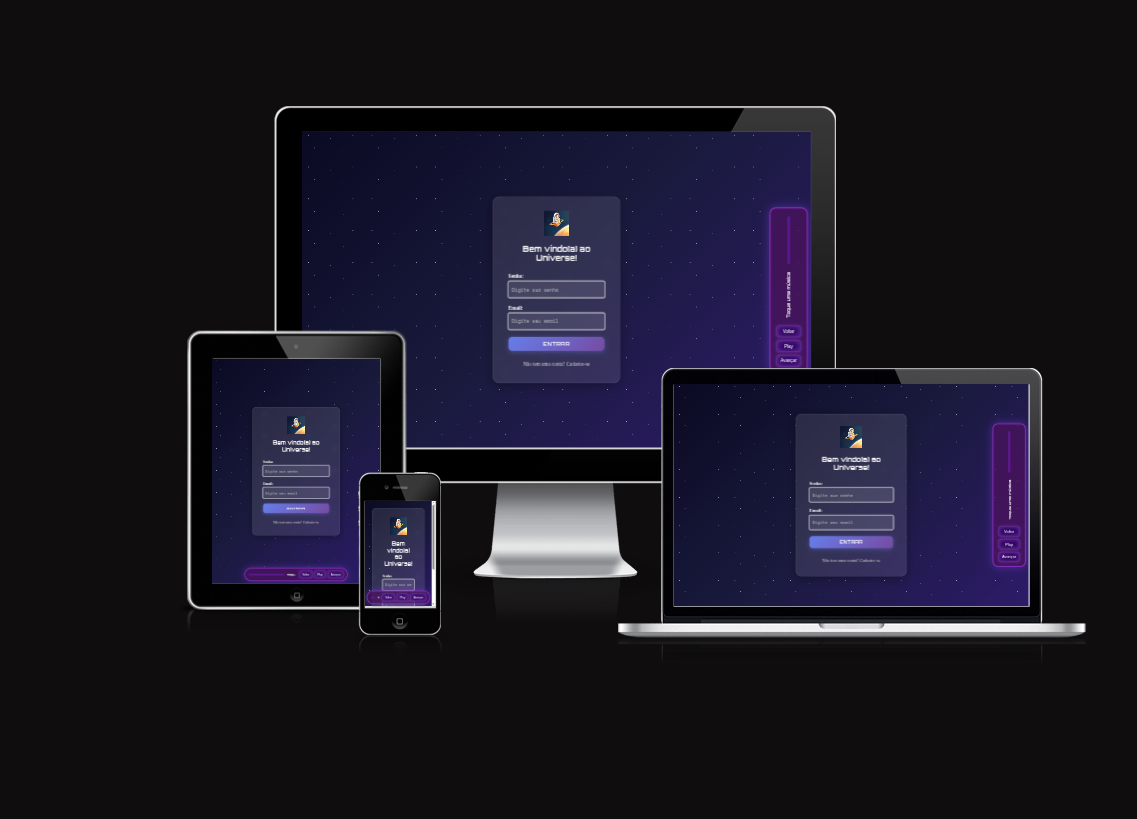 Bem vindo(a) ao
Universe!
Senha:
Digite sua senha
Email:
Digite seu email
ENTRAR
Não tem uma conta? Cadastre-se
Toque uma música
Voltar
Play
Avançar
Bem vindo(a) ao
Universe!
Senha:
Digite sua senha
Email:
Digite seu email
Não tem uma conta? Cadastre-se
Voltar
Play
Avançar
Bem
vindo(a)
ao
Universe!
Senha:
Digite sua se
Voltar
Play
Avançar
Bem vindo(a) ao
Universe!
Senha:
Digite sua senha
Email:
Digite seu email
ENTRAR
Não tem uma conta? Cadastre-se
Toque uma música
Voltar
Play
Avançar